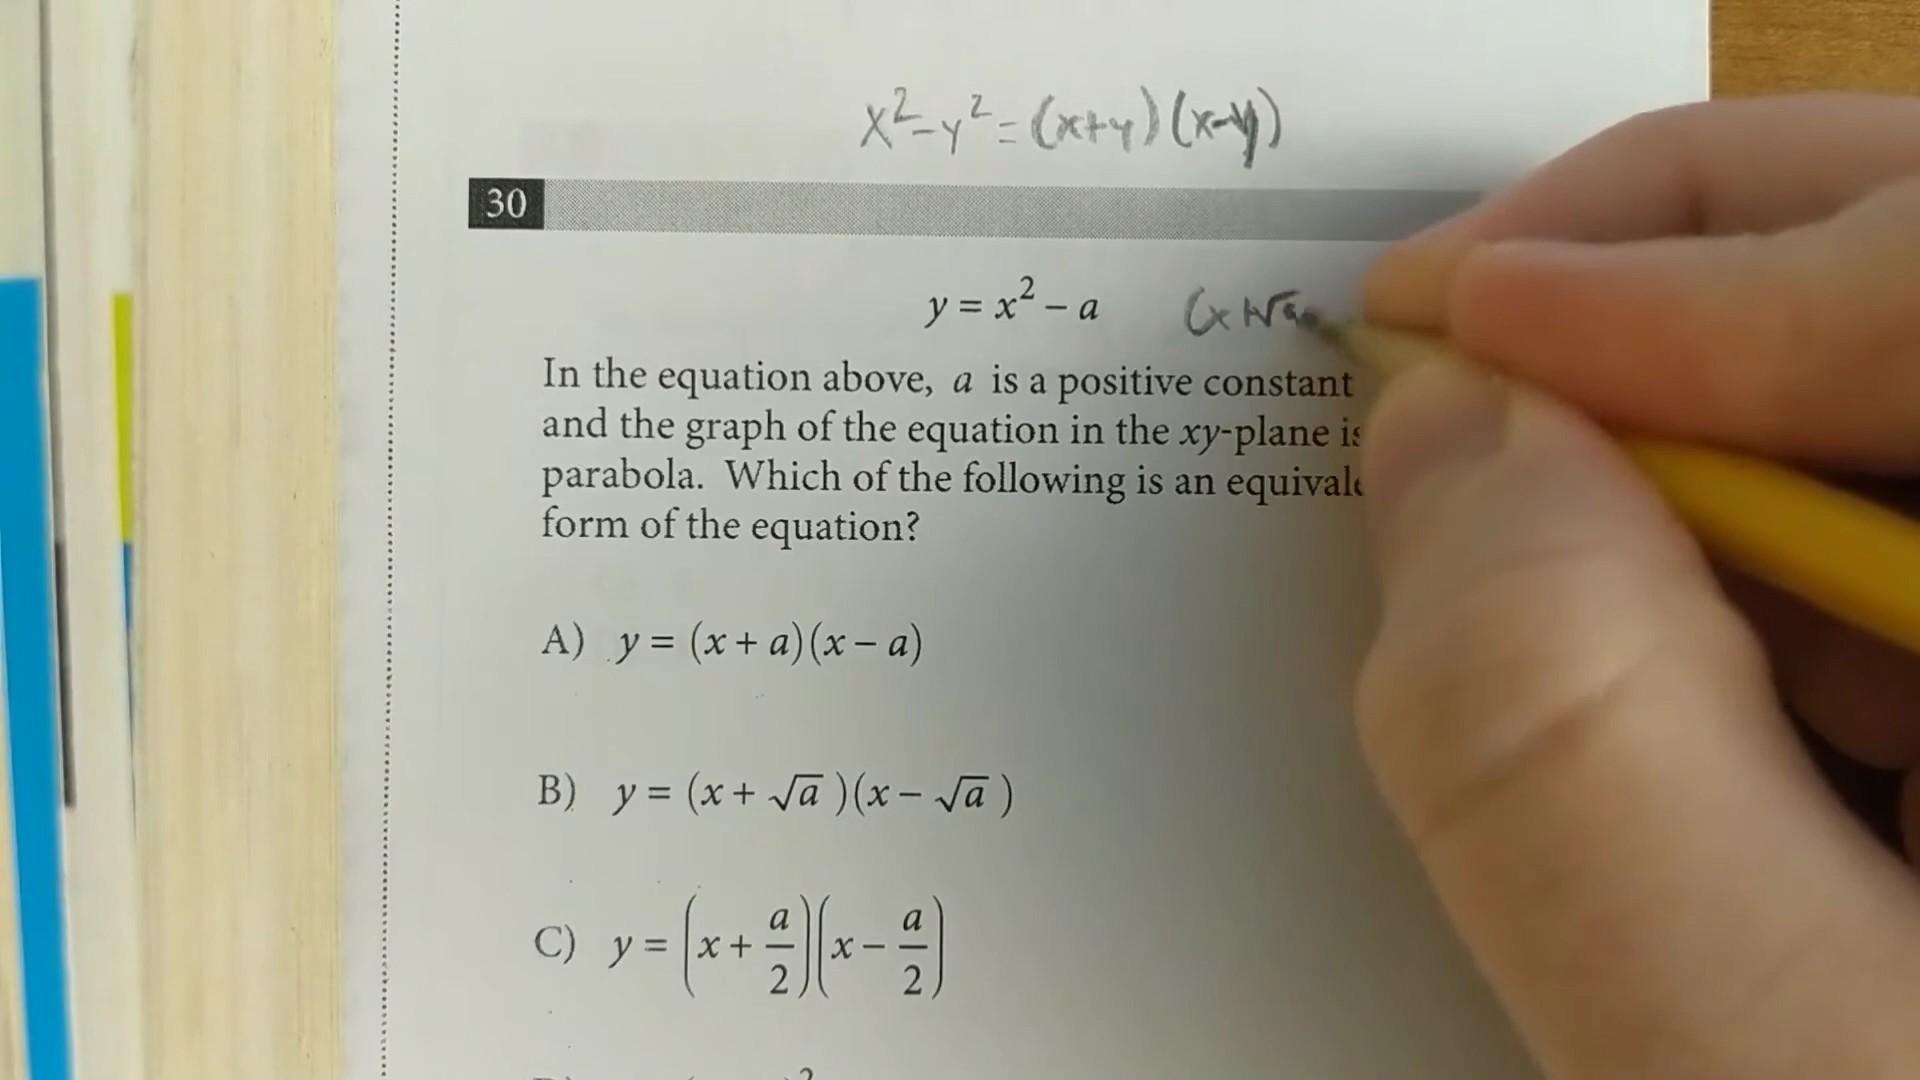 x² - y² = (x+y)(x-y)
30
y = x² − a
(x+√a
In the equation above, a is a positive constant
and the graph of the equation in the xy-plane is
parabola. Which of the following is an
form of the equation?
A) y = (x + a)(x − a)
B) y = (x + √a )(x − √a )
C) y = (x + a/2)(x − a/2)